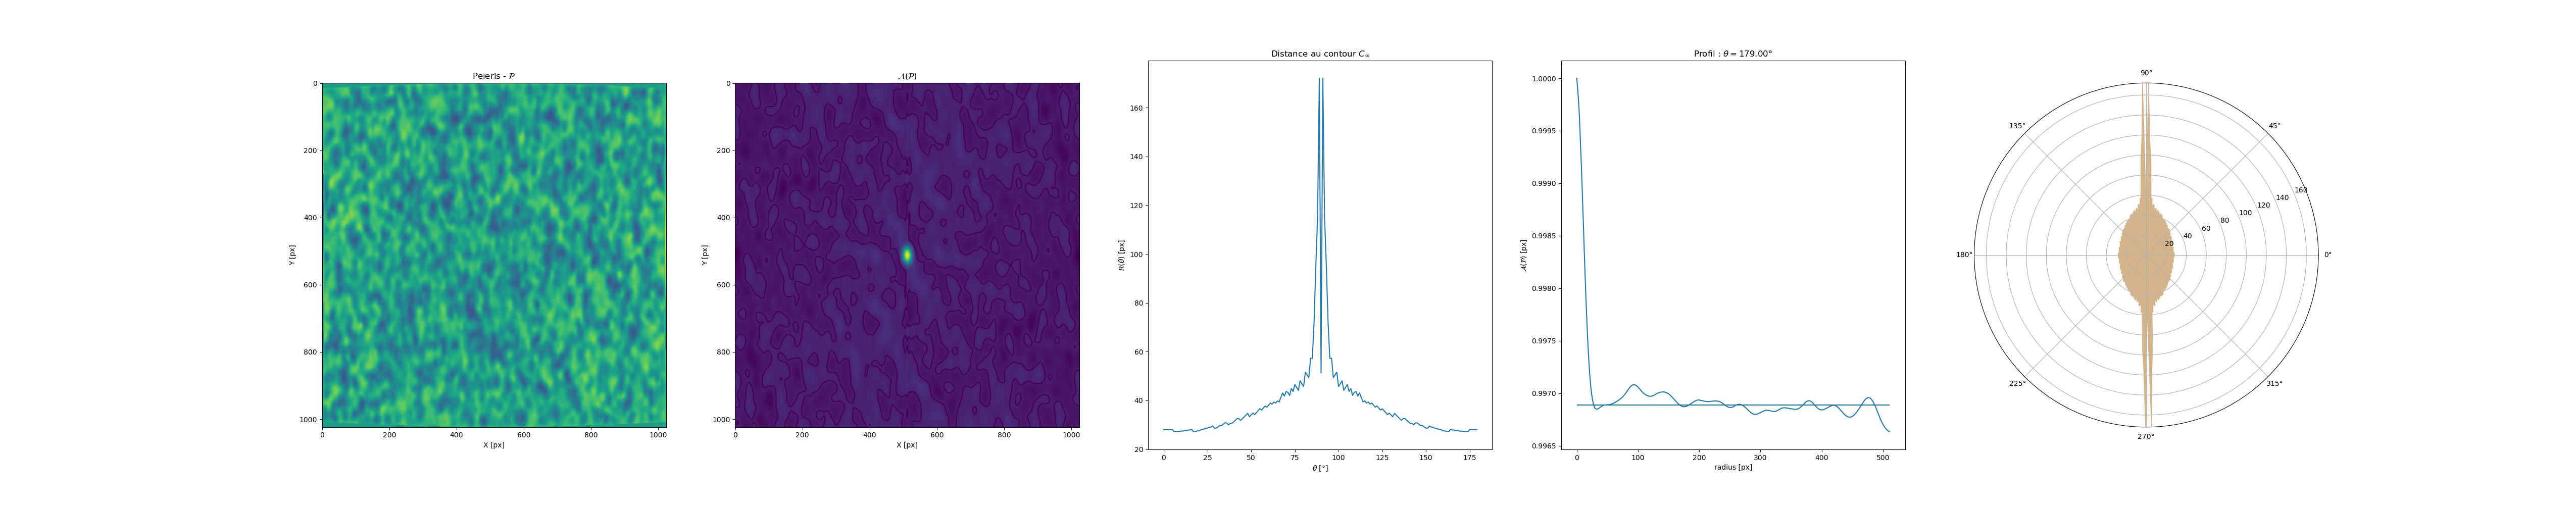 Peierls - 𝒫
0
200
400
600
800
1000
Y [px]
0 200 400 600 800 1000
X [px]
𝒜(𝒫)
0
200
400
600
800
1000
Y [px]
0 200 400 600 800 1000
X [px]
Distance au contour C∞
160
140
120
100
80
60
40
20
R(θ) [px]
0 25 50 75 100 125 150 175
θ [°]
Profil : θ = 179.00°
1.0000
0.9995
0.9990
0.9985
0.9980
0.9975
0.9970
0.9965
𝒜(𝒫) [px]
0 100 200 300 400 500
radius [px]
90°
135° 45°
160
140
120
100
80
60
40
20
180° 0°
225° 315°
270°